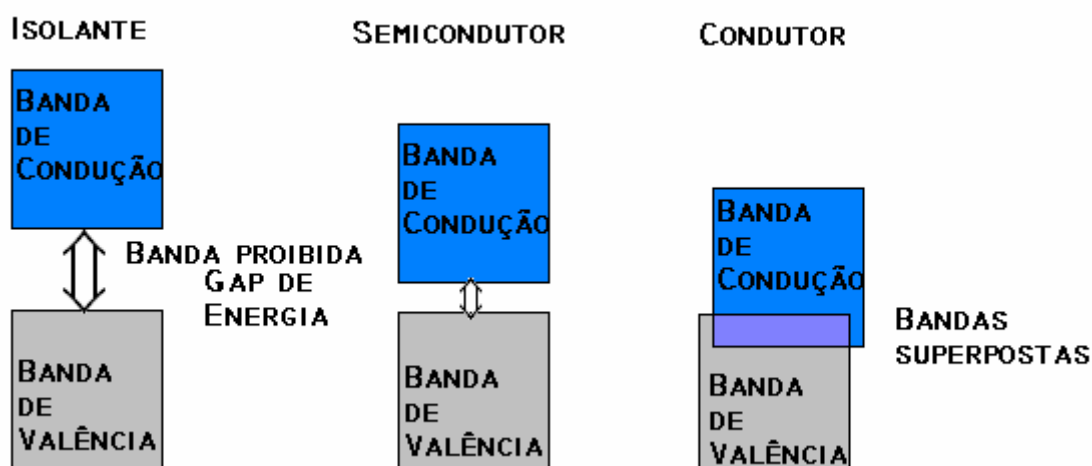 ISOLANTE
SEMICONDUTOR
CONDUTOR
BANDA
DE
CONDUÇÃO
BANDA PROIBIDA
GAP DE
ENERGIA
BANDA
DE
VALÊNCIA
BANDA
DE
CONDUÇÃO
BANDA
DE
VALÊNCIA
BANDA
DE
CONDUÇÃO
BANDAS
SUPERPOSTAS
BANDA
DE
VALÊNCIA